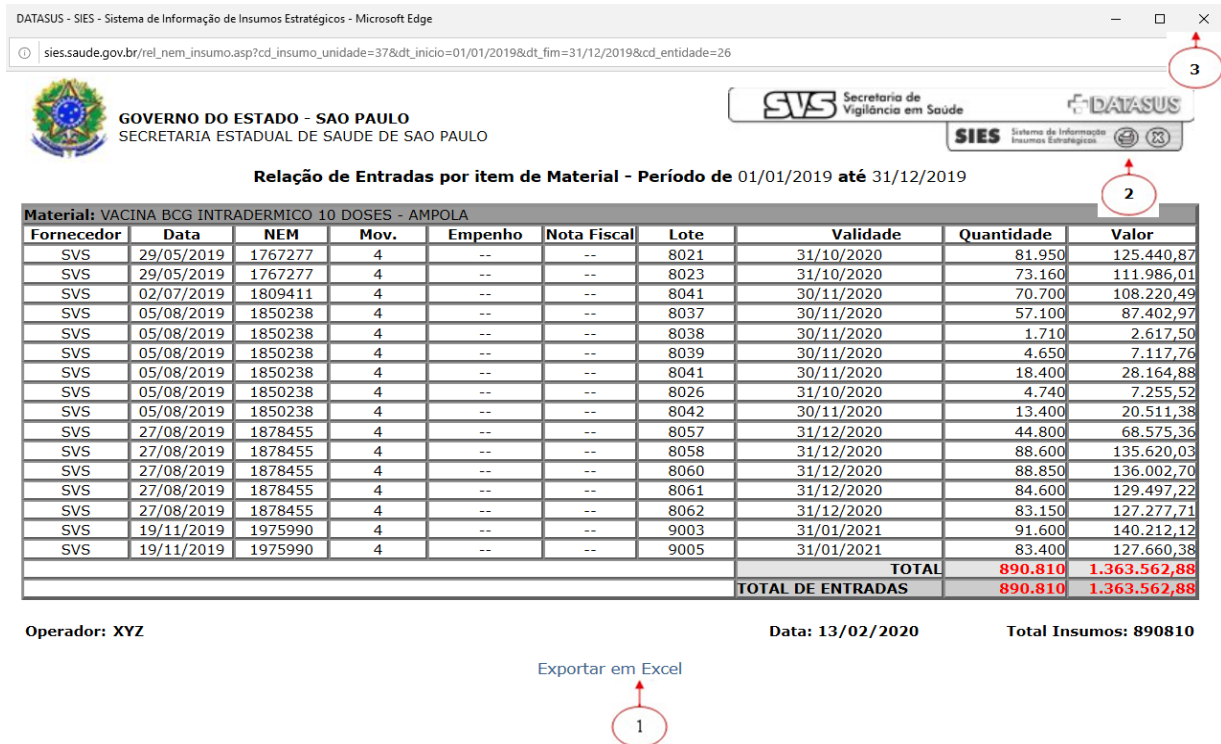 DATASUS - SIES - Sistema de Informação de Insumos Estratégicos - Microsoft Edge
sies.saude.gov.br/rel_nem_insumo.asp?cd_insumo_unidade=37&dt_inicio=01/01/2019&dt_fim=31/12/2019&cd_entidade=26
3
GOVERNO DO ESTADO - SAO PAULO
SECRETARIA ESTADUAL DE SAUDE DE SAO PAULO
SVS Secretaria de Vigilância em Saúde DATASUS
SIES Sistema de Informação Insumos Estratégicos
2
Relação de Entradas por item de Material - Período de 01/01/2019 até 31/12/2019
Material: VACINA BCG INTRADERMICO 10 DOSES - AMPOLA
Fornecedor Data NEM Mov. Empenho Nota Fiscal Lote Validade Quantidade Valor
SVS 29/05/2019 1767277 4 -- -- 8021 31/10/2020 81.950 125.440,87
SVS 29/05/2019 1767277 4 -- -- 8023 31/10/2020 73.160 111.986,01
SVS 02/07/2019 1809411 4 -- -- 8041 30/11/2020 70.700 108.220,49
SVS 05/08/2019 1850238 4 -- -- 8037 30/11/2020 57.100 87.402,97
SVS 05/08/2019 1850238 4 -- -- 8038 30/11/2020 1.710 2.617,50
SVS 05/08/2019 1850238 4 -- -- 8039 30/11/2020 4.650 7.117,76
SVS 05/08/2019 1850238 4 -- -- 8041 30/11/2020 18.400 28.164,88
SVS 05/08/2019 1850238 4 -- -- 8026 31/10/2020 4.740 7.255,52
SVS 05/08/2019 1850238 4 -- -- 8042 30/11/2020 13.400 20.511,38
SVS 27/08/2019 1878455 4 -- -- 8057 31/12/2020 44.800 68.575,36
SVS 27/08/2019 1878455 4 -- -- 8058 31/12/2020 88.600 135.620,03
SVS 27/08/2019 1878455 4 -- -- 8060 31/12/2020 88.850 136.002,70
SVS 27/08/2019 1878455 4 -- -- 8061 31/12/2020 84.600 129.497,22
SVS 27/08/2019 1878455 4 -- -- 8062 31/12/2020 83.150 127.277,71
SVS 19/11/2019 1975990 4 -- -- 9003 31/01/2021 91.600 140.212,12
SVS 19/11/2019 1975990 4 -- -- 9005 31/01/2021 83.400 127.660,38
TOTAL 890.810 1.363.562,88
TOTAL DE ENTRADAS 890.810 1.363.562,88
Operador: XYZ Data: 13/02/2020 Total Insumos: 890810
Exportar em Excel
1